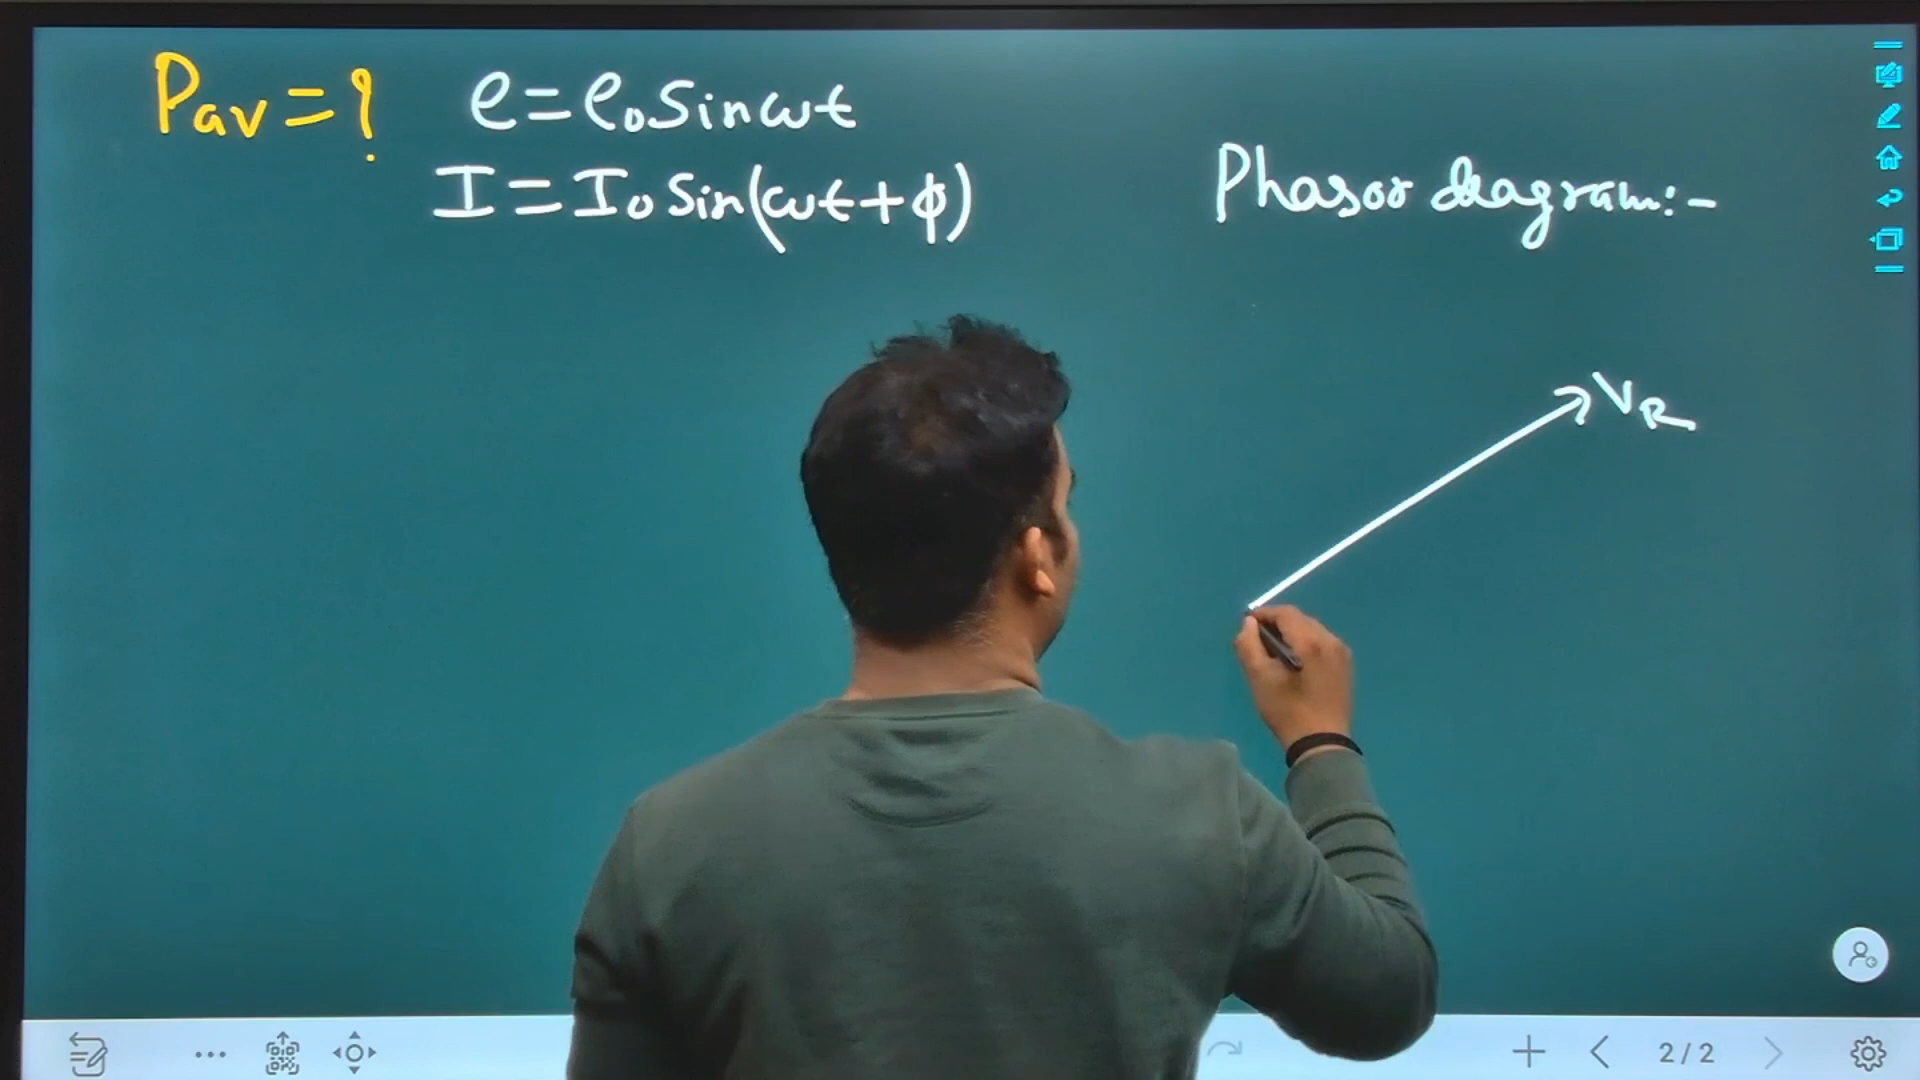 Pav = ? e = e₀ Sin ωt
I = I₀ Sin(ωt + φ)
Phasor diagram:-
V_R
2/2